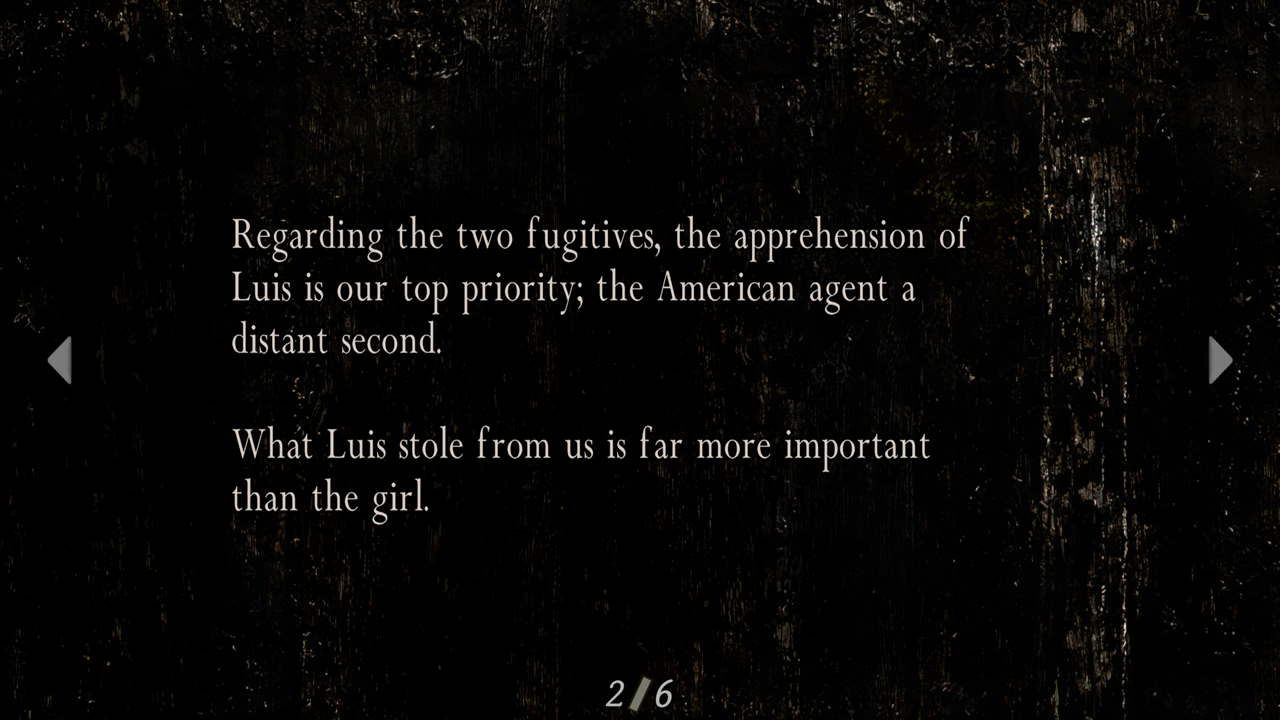 Regarding the two fugitives, the apprehension of
Luis is our top priority; the American agent a
distant second.
What Luis stole from us is far more important
than the girl.
2/6